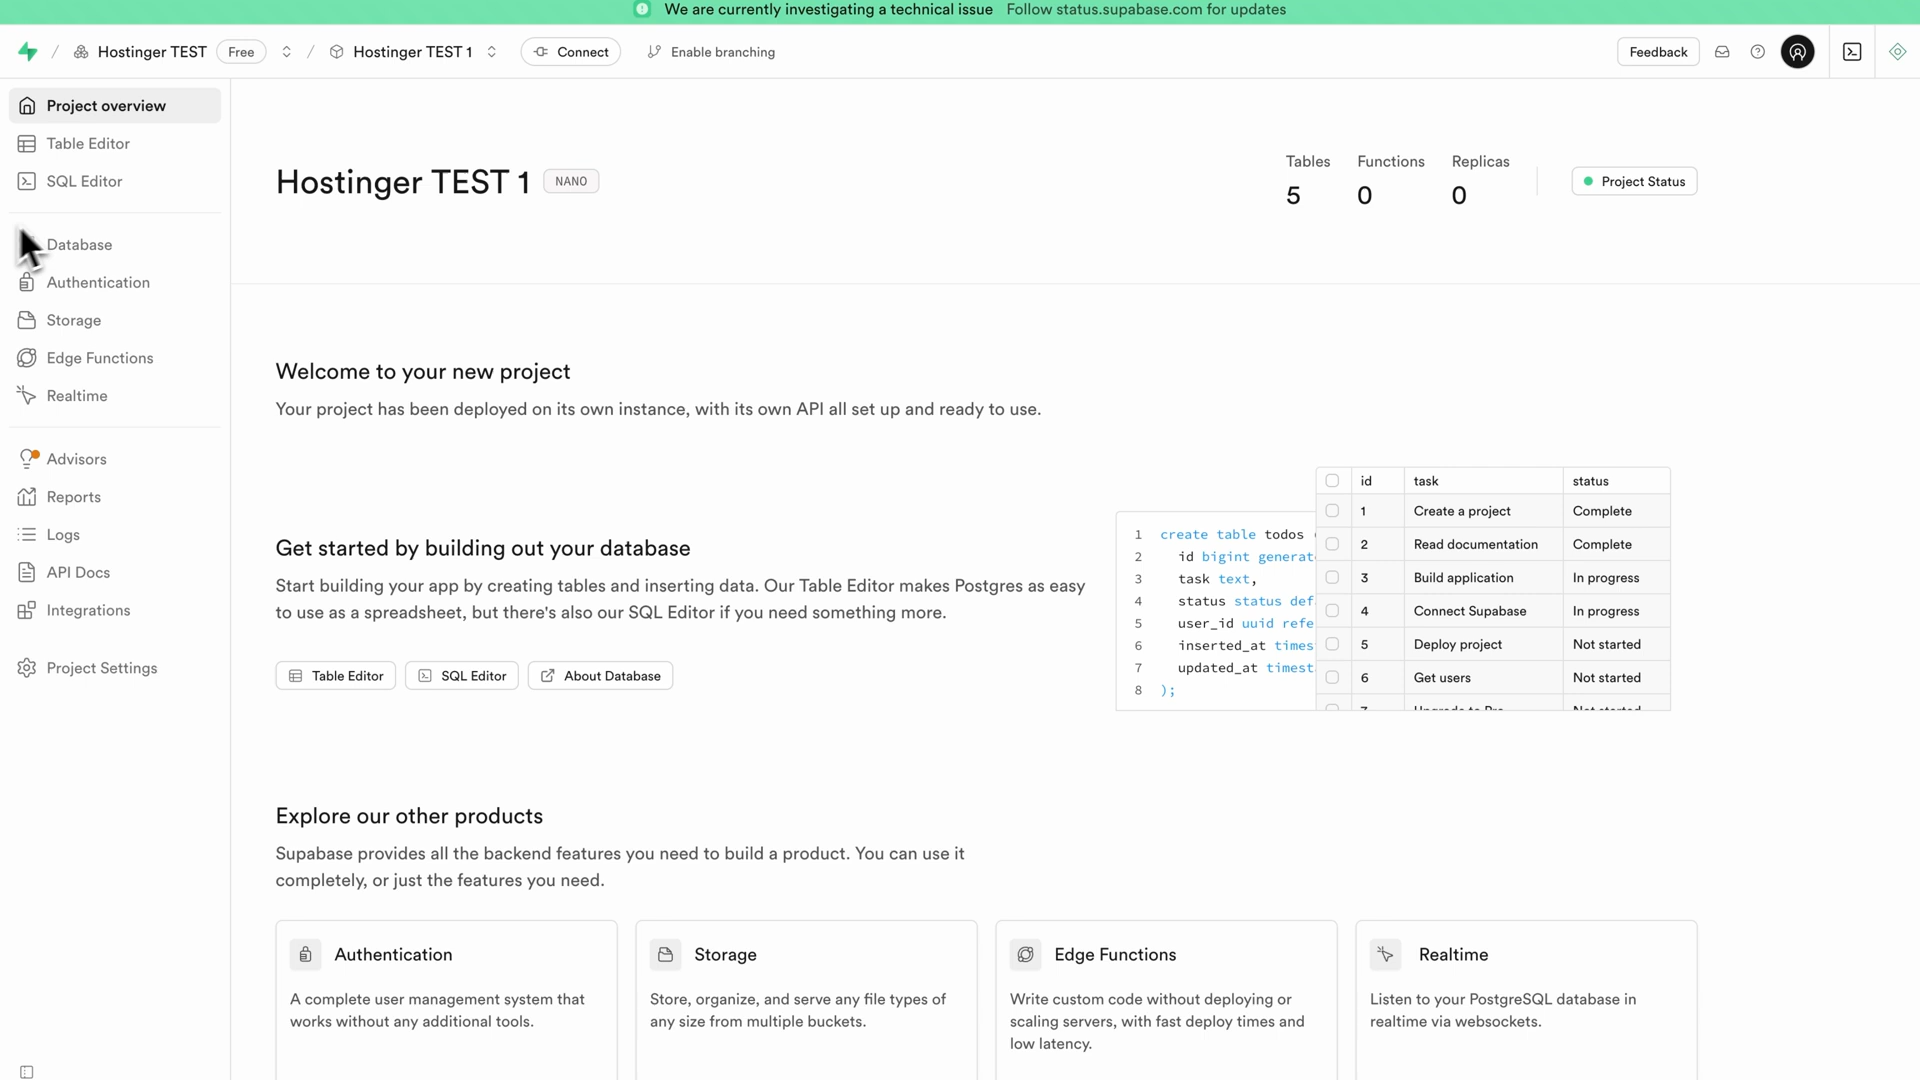 We are currently investigating a technical issue Follow status.supabase.com for updates
/ Hostinger TEST Free / Hostinger TEST 1 Connect Enable branching Feedback
Project overview
Table Editor
SQL Editor
Database
Authentication
Storage
Edge Functions
Realtime
Advisors
Reports
Logs
API Docs
Integrations
Project Settings
Hostinger TEST 1 NANO
Tables Functions Replicas
5 0 0
Project Status
Welcome to your new project
Your project has been deployed on its own instance, with its own API all set up and ready to use.
Get started by building out your database
Start building your app by creating tables and inserting data. Our Table Editor makes Postgres as easy
to use as a spreadsheet, but there's also our SQL Editor if you need something more.
Table Editor SQL Editor About Database
1 create table todos
2 id bigint generat
3 task text,
4 status status def
5 user_id uuid refe
6 inserted_at times
7 updated_at timest
8 );
id task status
1 Create a project Complete
2 Read documentation Complete
3 Build application In progress
4 Connect Supabase In progress
5 Deploy project Not started
6 Get users Not started
7 Upgrade to Pro Not started
Explore our other products
Supabase provides all the backend features you need to build a product. You can use it
completely, or just the features you need.
Authentication
A complete user management system that
works without any additional tools.
Storage
Store, organize, and serve any file types of
any size from multiple buckets.
Edge Functions
Write custom code without deploying or
scaling servers, with fast deploy times and
low latency.
Realtime
Listen to your PostgreSQL database in
realtime via websockets.